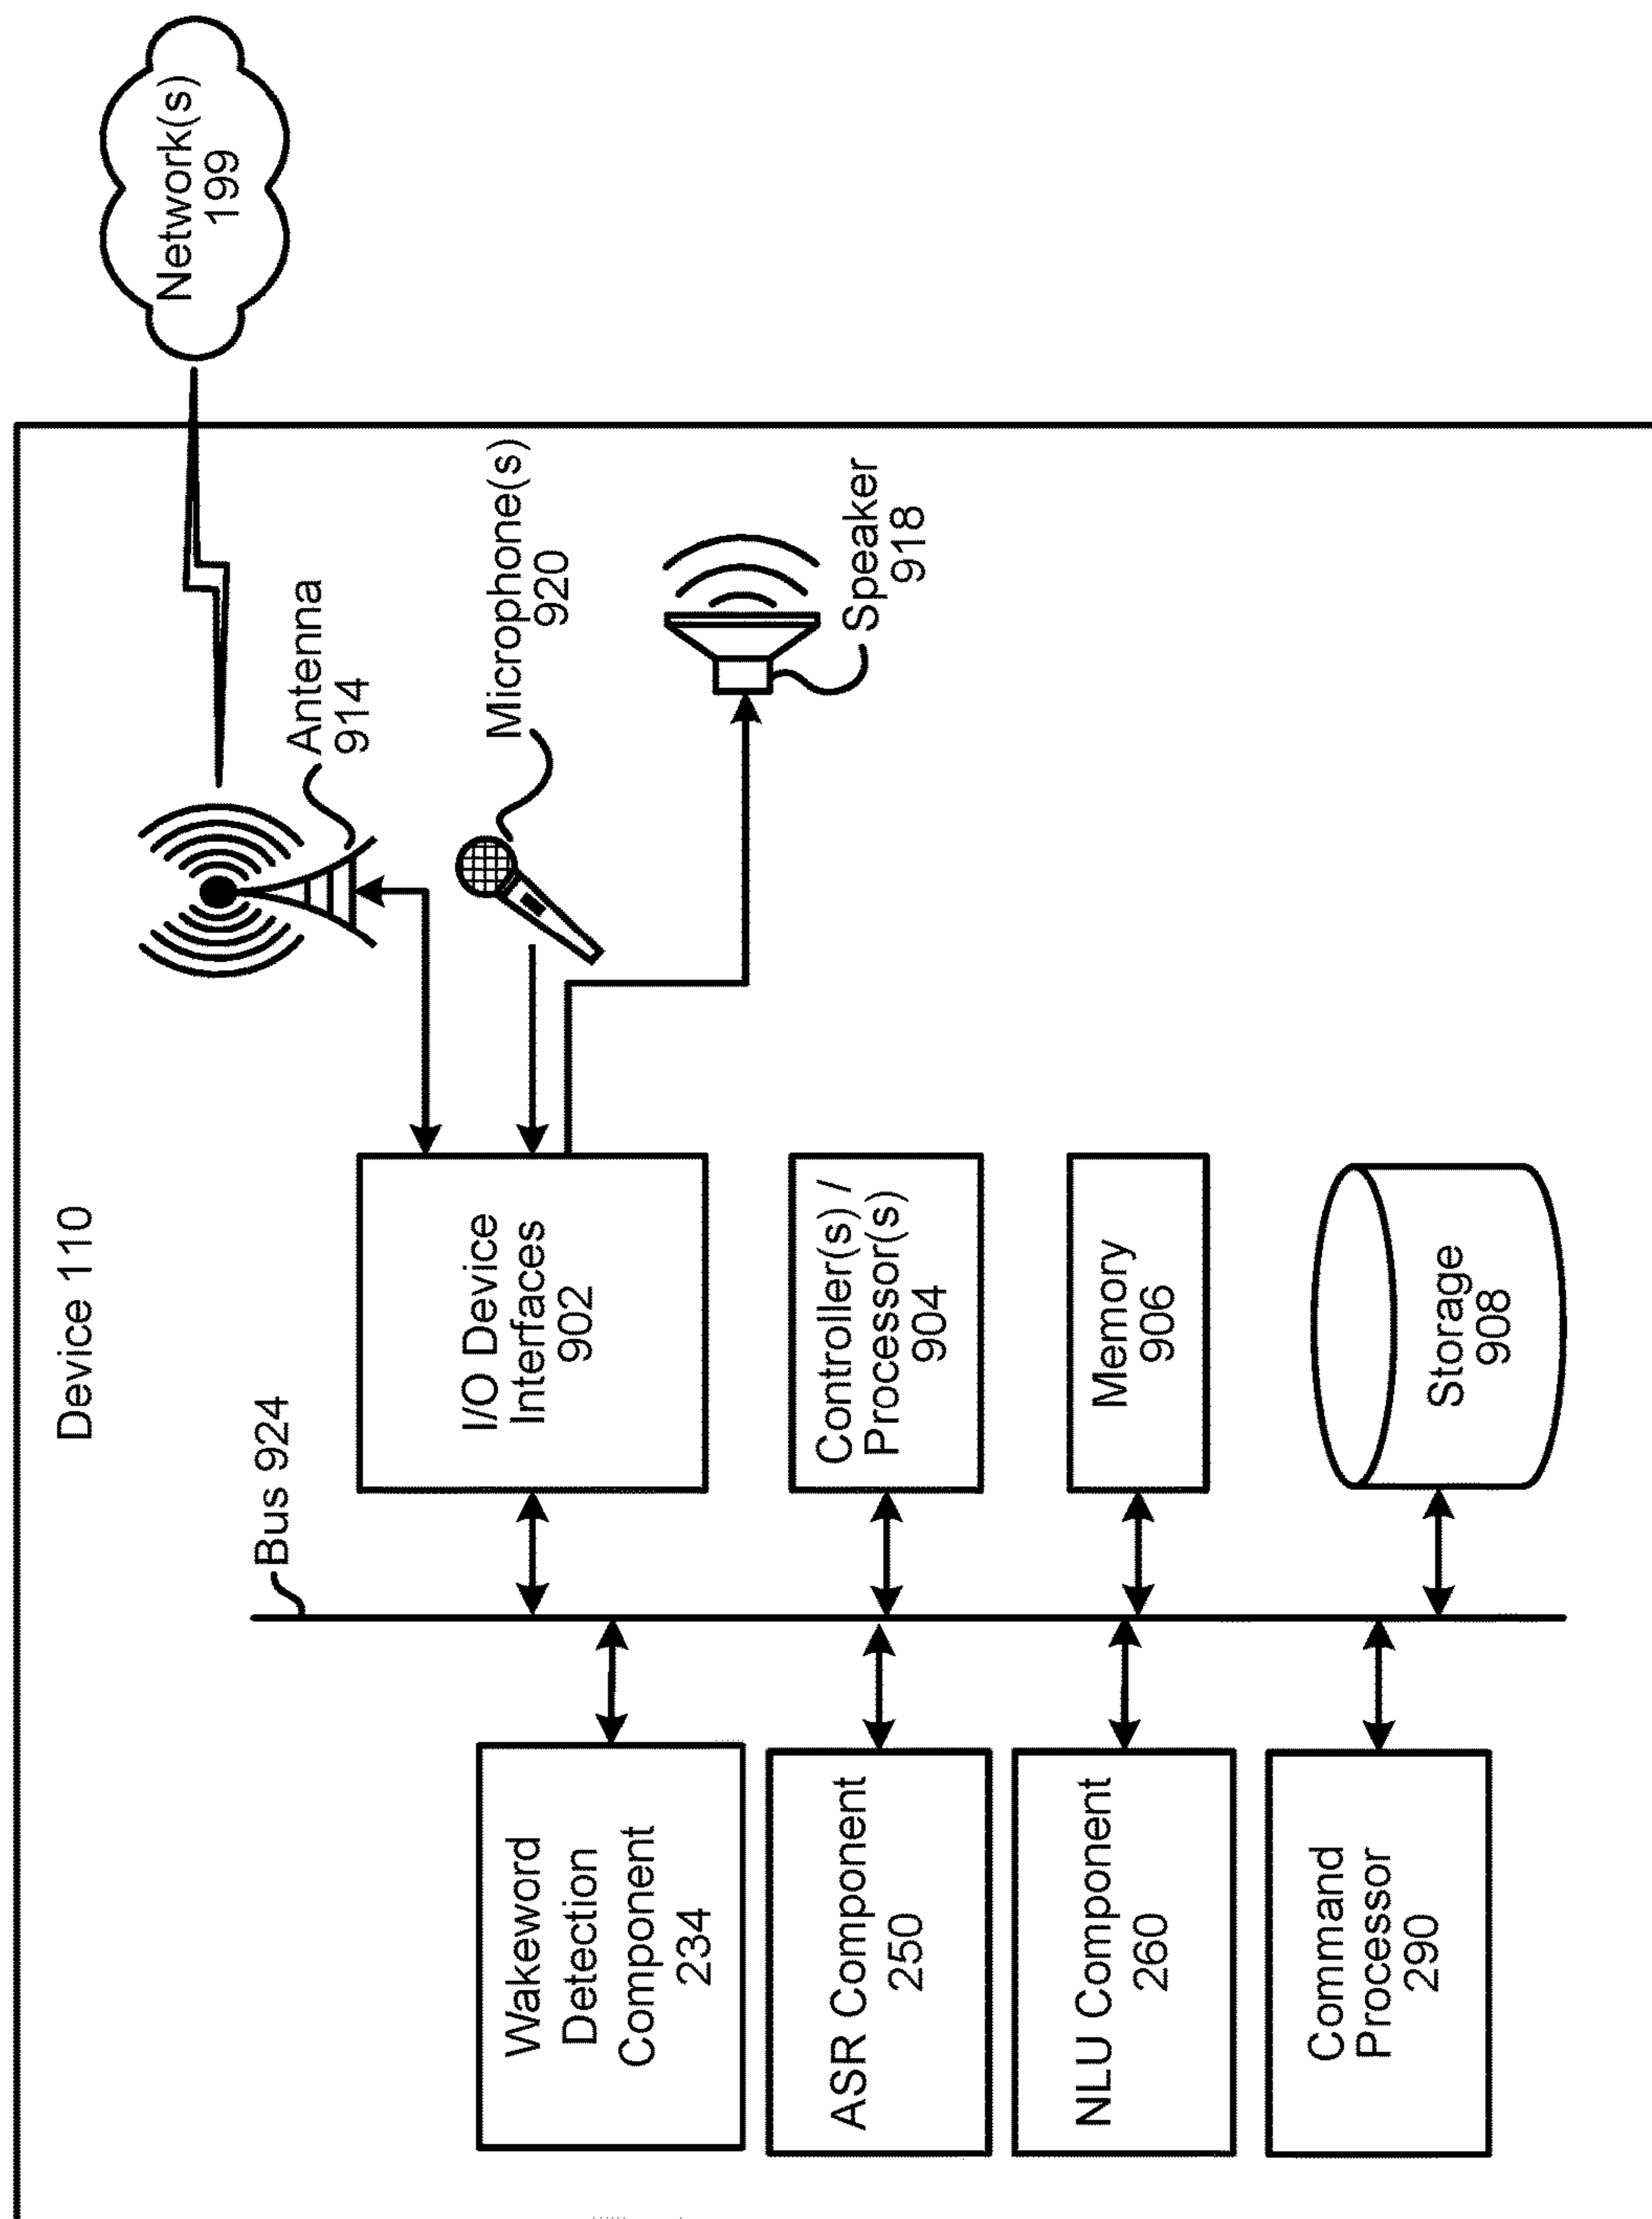 Network(s)
199
Device 110
Antenna
914
Bus 924
Microphone(s)
920
I/O Device
Interfaces
902
Speaker
918
Wakeword
Detection
Component
234
Controller(s) /
Processor(s)
904
ASR Component
250
Memory
906
NLU Component
260
Storage
908
Command
Processor
290